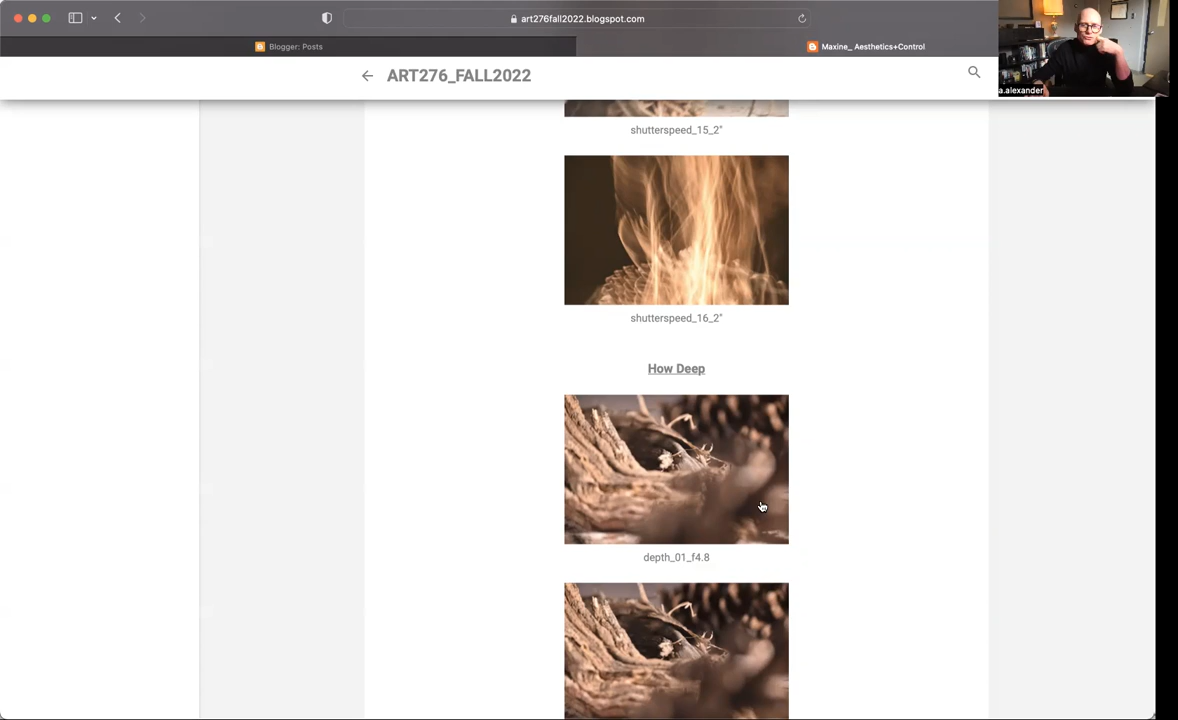 art276fall2022.blogspot.com
Blogger: Posts
Maxine_ Aesthetics+Control
a.alexander
ART276_FALL2022
shutterspeed_15_2"
shutterspeed_16_2"
How Deep
depth_01_f4.8